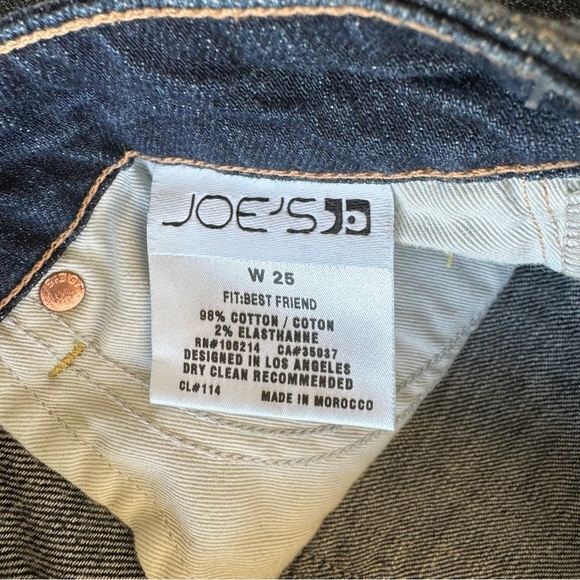 JOE'S
W 25
FIT:BEST FRIEND
98% COTTON / COTON
2% ELASTHANNE
RN#106214 CA#35037
DESIGNED IN LOS ANGELES
DRY CLEAN RECOMMENDED
CL#114 MADE IN MOROCCO